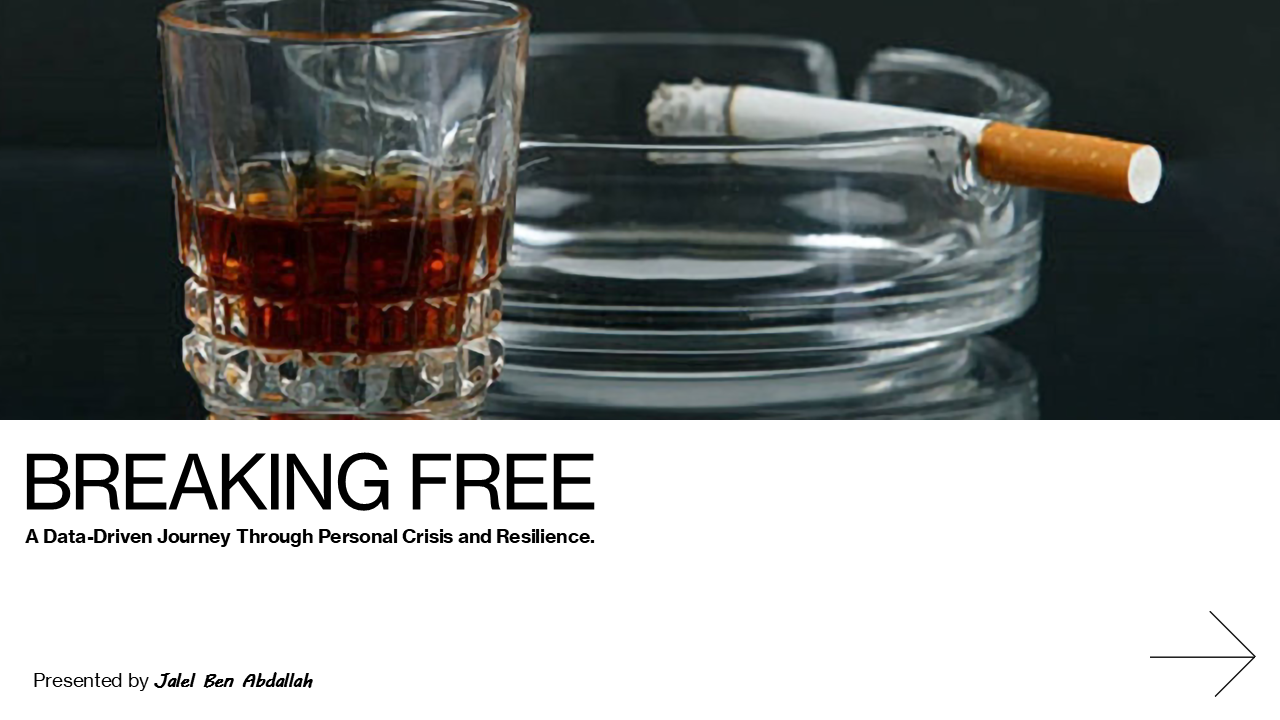 BREAKING FREE
A Data-Driven Journey Through Personal Crisis and Resilience.
Presented by Jalel Ben Abdallah